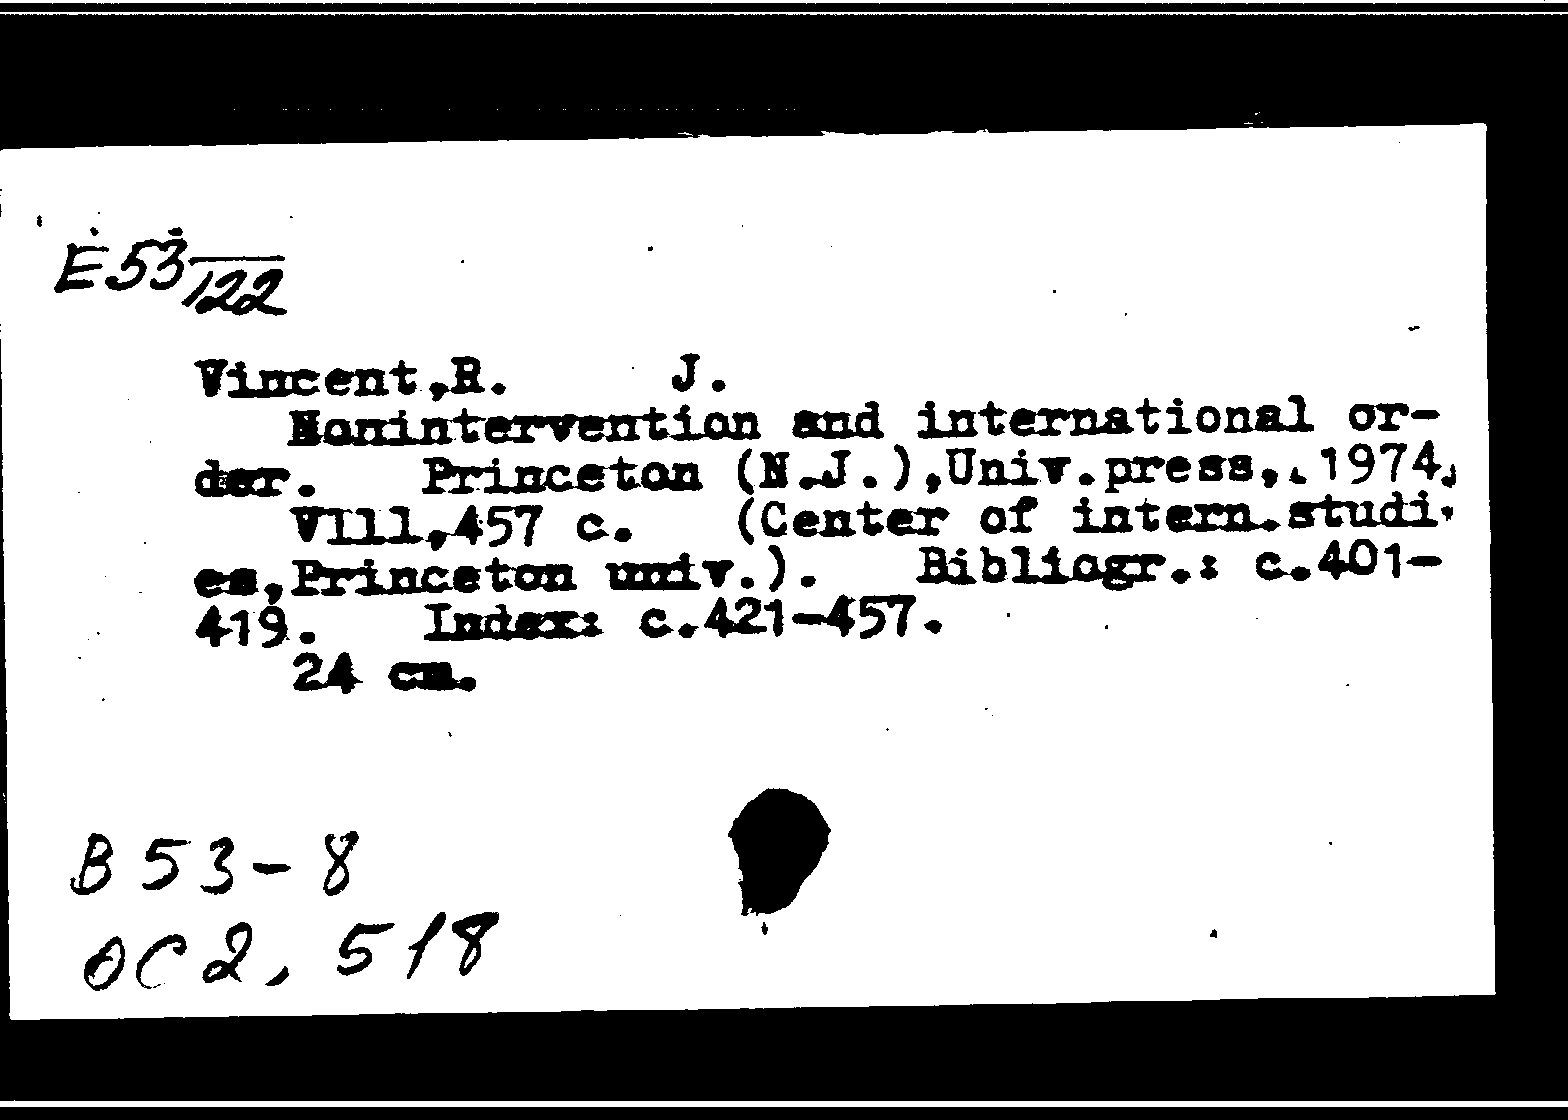 E53/122
Vincent,R. J.
Nonintervention and international or-
der. Princeton (N.J.),Univ.press, 1974,
VIII,457 c. (Center of intern.studi-
es,Princeton univ.). Bibliogr.: c.401-
419. Index: c.421-457.
24 cm.
B53-8
OC2, 518